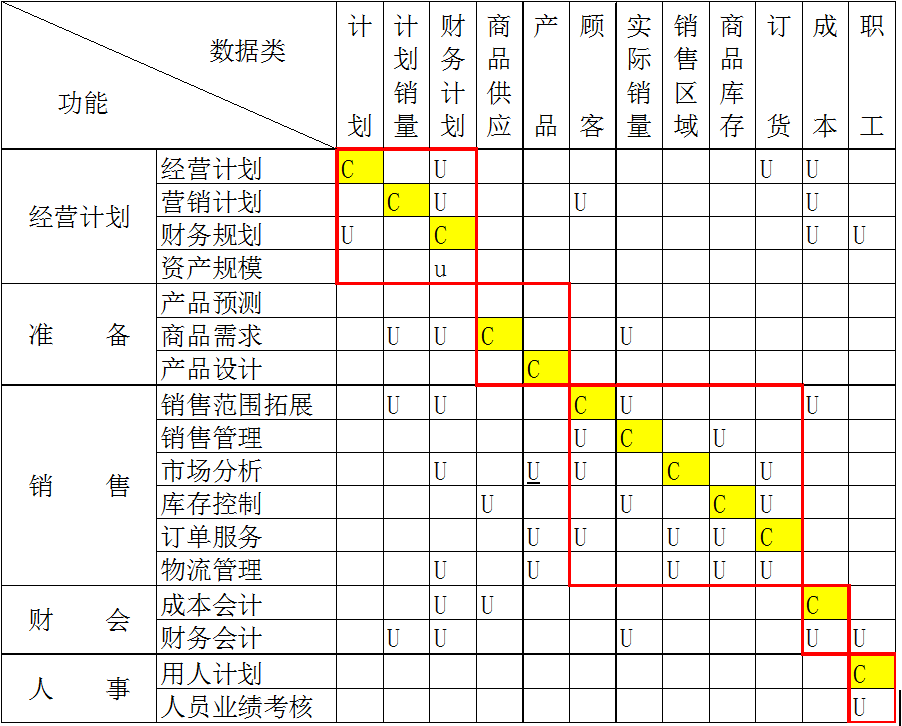 数据类
功能
计划 计划销量 财务计划 商品供应 产品 顾客 实际销量 销售区域 商品库存 订货 成本 职工
经营计划
经营计划 C U U U
营销计划 C U U U
财务规划 U C U U
资产规模 u
准 备
产品预测
商品需求 U U C U
产品设计 C
销 售
销售范围拓展 U U C U U
销售管理 U C U
市场分析 U U U C U
库存控制 U U C U
订单服务 U U U U C
物流管理 U U U U U
财 会
成本会计 U U C
财务会计 U U U U U
人 事
用人计划 C
人员业绩考核 U